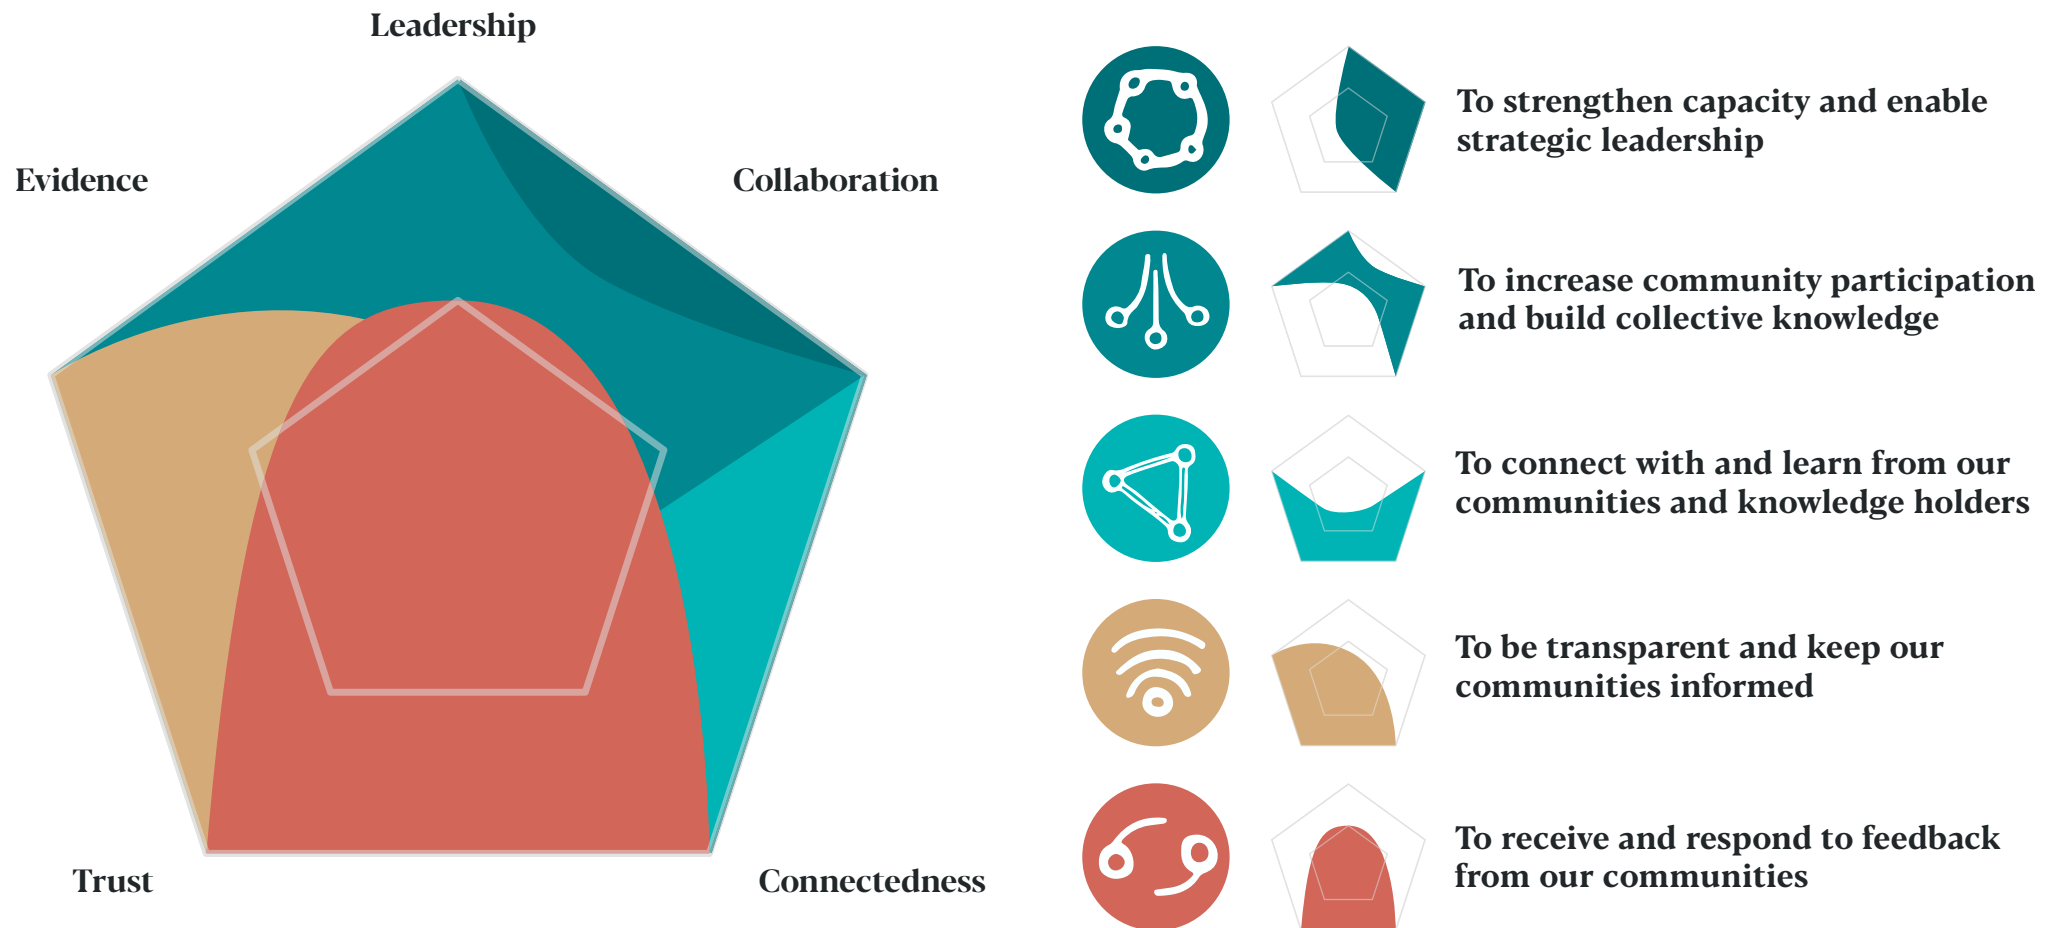 Leadership
Evidence
Collaboration
Trust
Connectedness
To strengthen capacity and enable
strategic leadership
To increase community participation
and build collective knowledge
To connect with and learn from our
communities and knowledge holders
To be transparent and keep our
communities informed
To receive and respond to feedback
from our communities